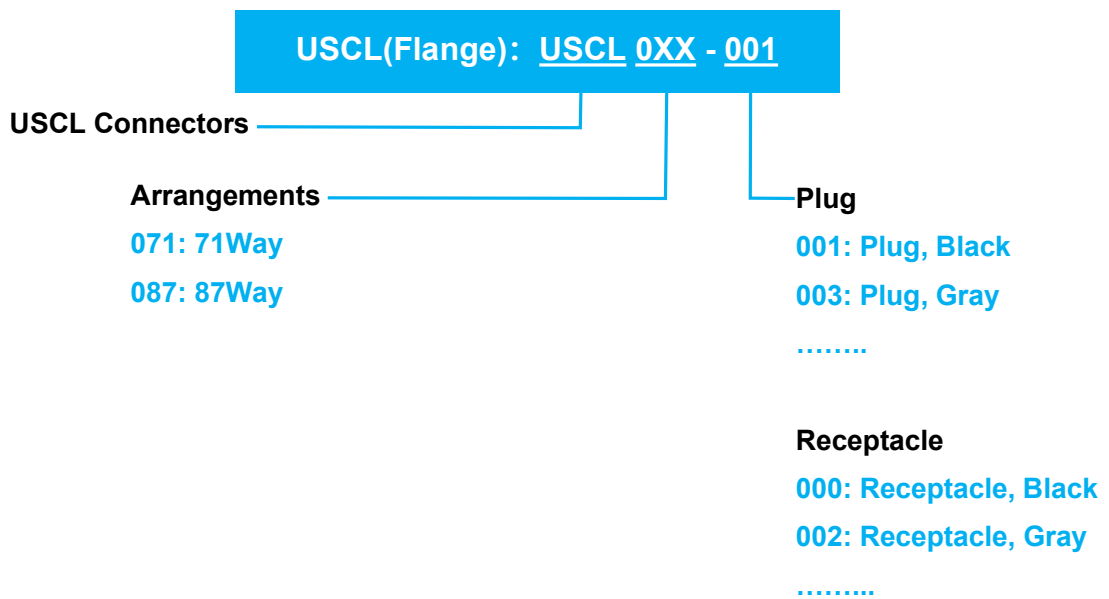 USCL(Flange): USCL 0XX - 001
USCL Connectors
Arrangements
071: 71Way
087: 87Way
Plug
001: Plug, Black
003: Plug, Gray
……..
Receptacle
000: Receptacle, Black
002: Receptacle, Gray
……...